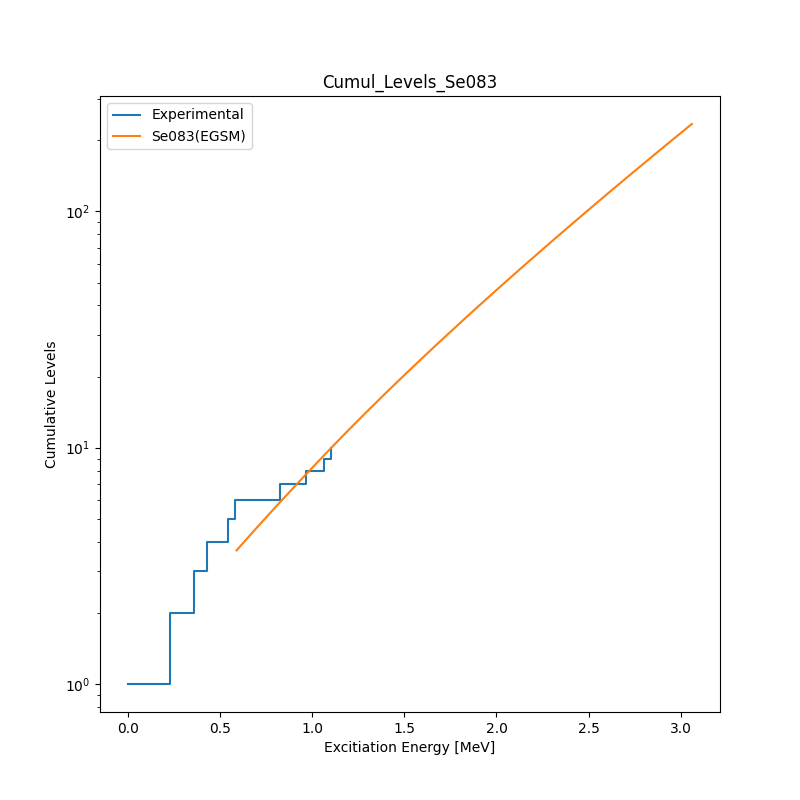 Cumul_Levels_Se083
Experimental
Se083(EGSM)
10²
10¹
10⁰
Cumulative Levels
0.0 0.5 1.0 1.5 2.0 2.5 3.0
Excitiation Energy [MeV]